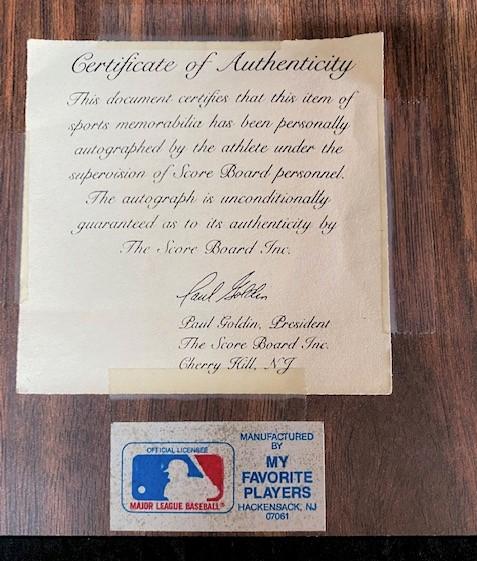 Certificate of Authenticity
This document certifies that this item of
sports memorabilia has been personally
autographed by the athlete under the
supervision of Score Board personnel.
The autograph is unconditionally
guaranteed as to its authenticity by
The Score Board Inc.
Paul Goldin
Paul Goldin, President
The Score Board Inc.
Cherry Hill, NJ
OFFICIAL LICENSEE
MAJOR LEAGUE BASEBALL®
MANUFACTURED
BY
MY
FAVORITE
PLAYERS
HACKENSACK, NJ
07061